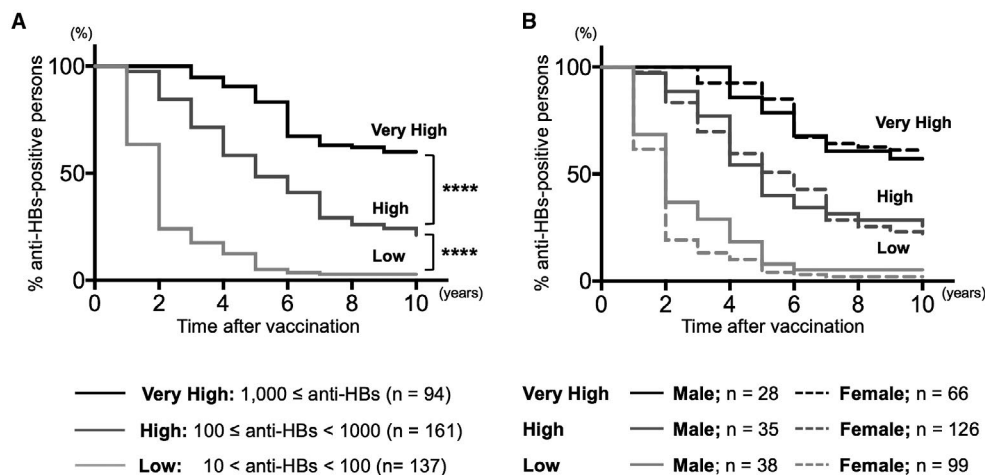 A
(%)
% anti-HBs-positive persons
100
50
0
Very High
High
Low
****
****
0 2 4 6 8 10 (years)
Time after vaccination
B
(%)
% anti-HBs-positive persons
100
50
0
Very High
High
Low
0 2 4 6 8 10 (years)
Time after vaccination
Very High: 1,000 ≤ anti-HBs (n = 94)
High: 100 ≤ anti-HBs < 1000 (n = 161)
Low: 10 < anti-HBs < 100 (n= 137)
Very High Male; n = 28 Female; n = 66
High Male; n = 35 Female; n = 126
Low Male; n = 38 Female; n = 99